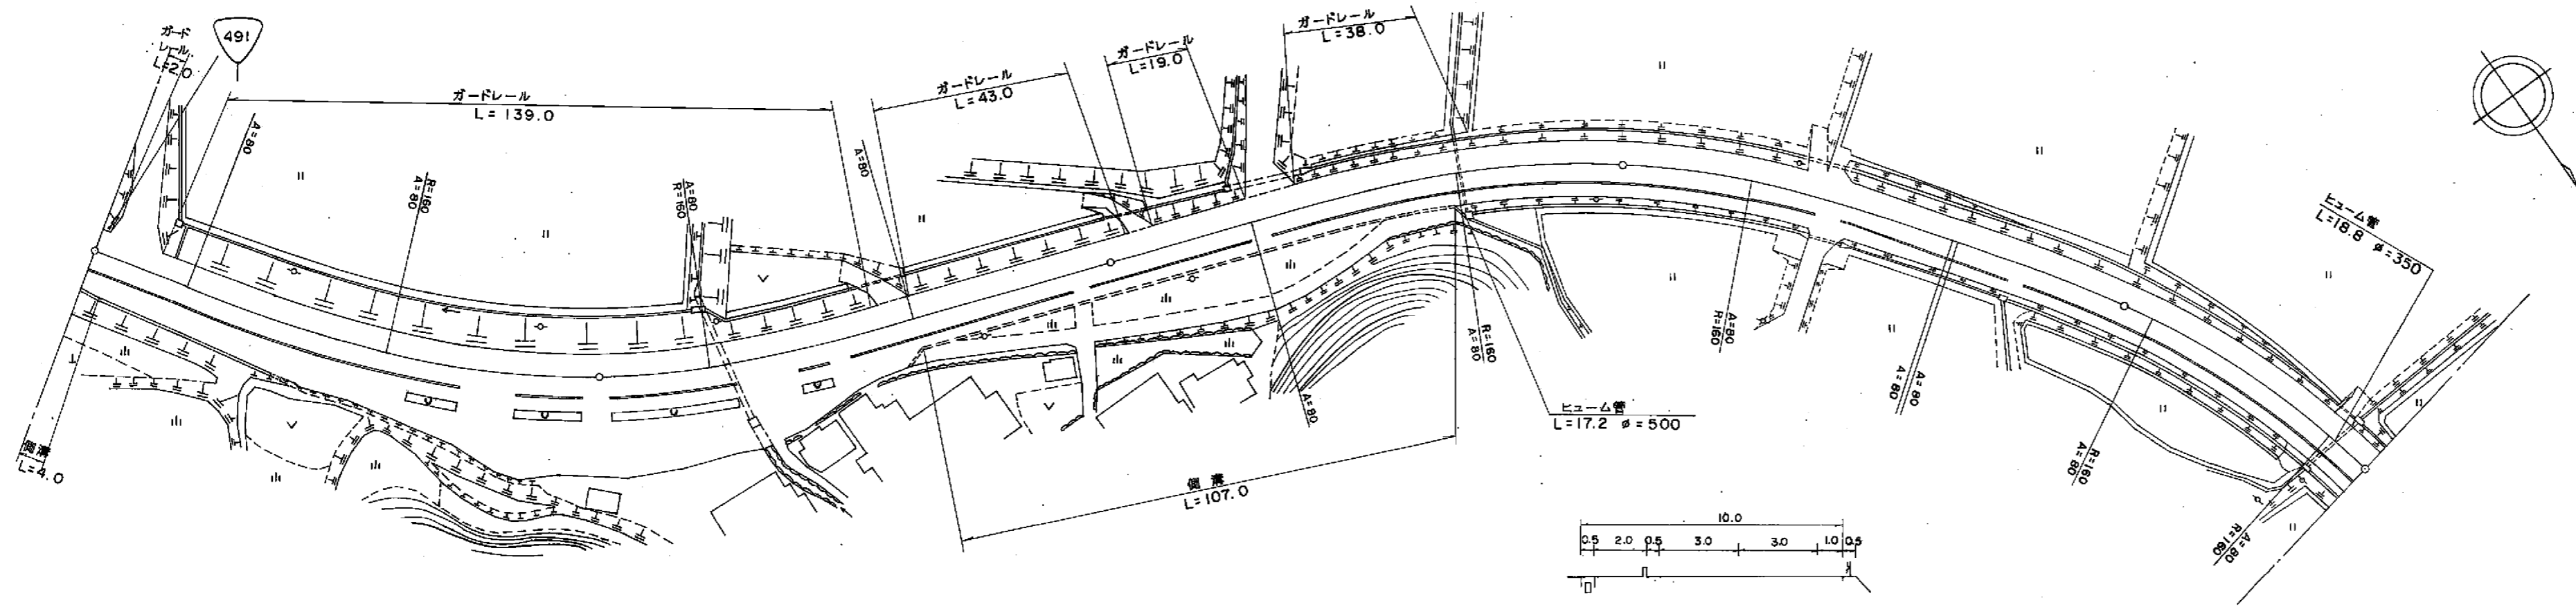 ガード
レール
L=2.0
491
ガードレール
L=139.0
A=80
R=160
A=80
A=80
R=160
A=80
ガードレール
L=43.0
ガードレール
L=19.0
ガードレール
L=38.0
側溝
L=4.0
側溝
L=107.0
A=80
R=160
A=80
ヒューム管
L=17.2 φ=500
A=80
R=160
A=80
A=80
R=160
A=80
ヒューム管
L=18.8 φ=350
A=80
R=160
10.0
0.5 2.0 0.5 3.0 3.0 1.0 0.5